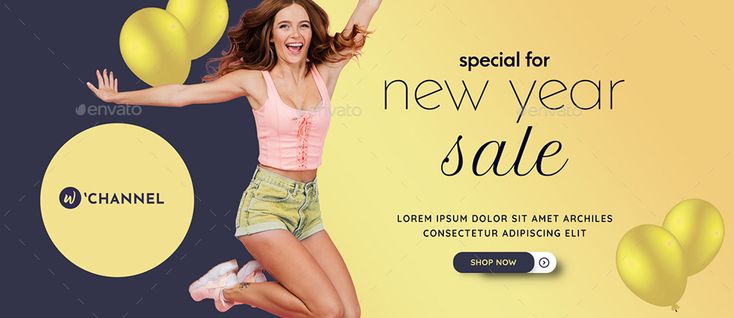 special for
new year
sale
LOREM IPSUM DOLOR SIT AMET ARCHILES
CONSECTETUR ADIPISCING ELIT
SHOP NOW
W 'CHANNEL
envato
envato
envato